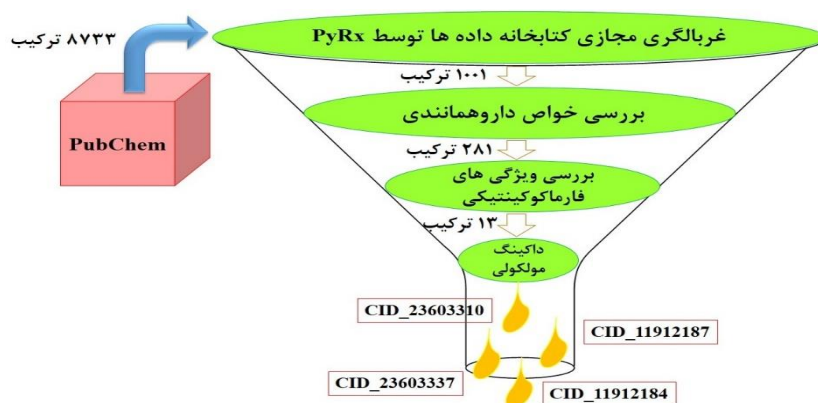 ۸۷۳۳ ترکیب
PubChem
غربالگری مجازی کتابخانه داده ها توسط PyRx
۱۰۰۱ ترکیب
بررسی خواص داروهمانندی
۲۸۱ ترکیب
بررسی ویژگی های
فارماکوکینتیکی
۱۳ ترکیب
داکینگ
مولکولی
CID_23603310
CID_11912187
CID_23603337
CID_11912184